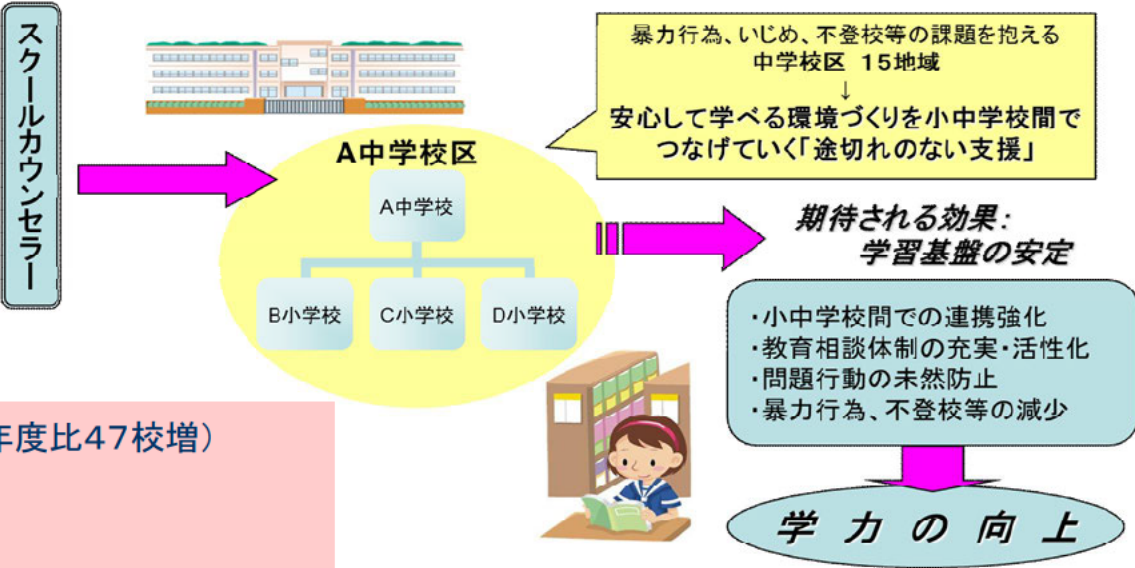 スクールカウンセラー
暴力行為、いじめ、不登校等の課題を抱える
中学校区 15地域
↓
安心して学べる環境づくりを小中学校間で
つなげていく「途切れのない支援」
A中学校区
A中学校
B小学校
C小学校
D小学校
期待される効果:
学習基盤の安定
・小中学校間での連携強化
・教育相談体制の充実・活性化
・問題行動の未然防止
・暴力行為、不登校等の減少
年度比47校増)
学力の向上